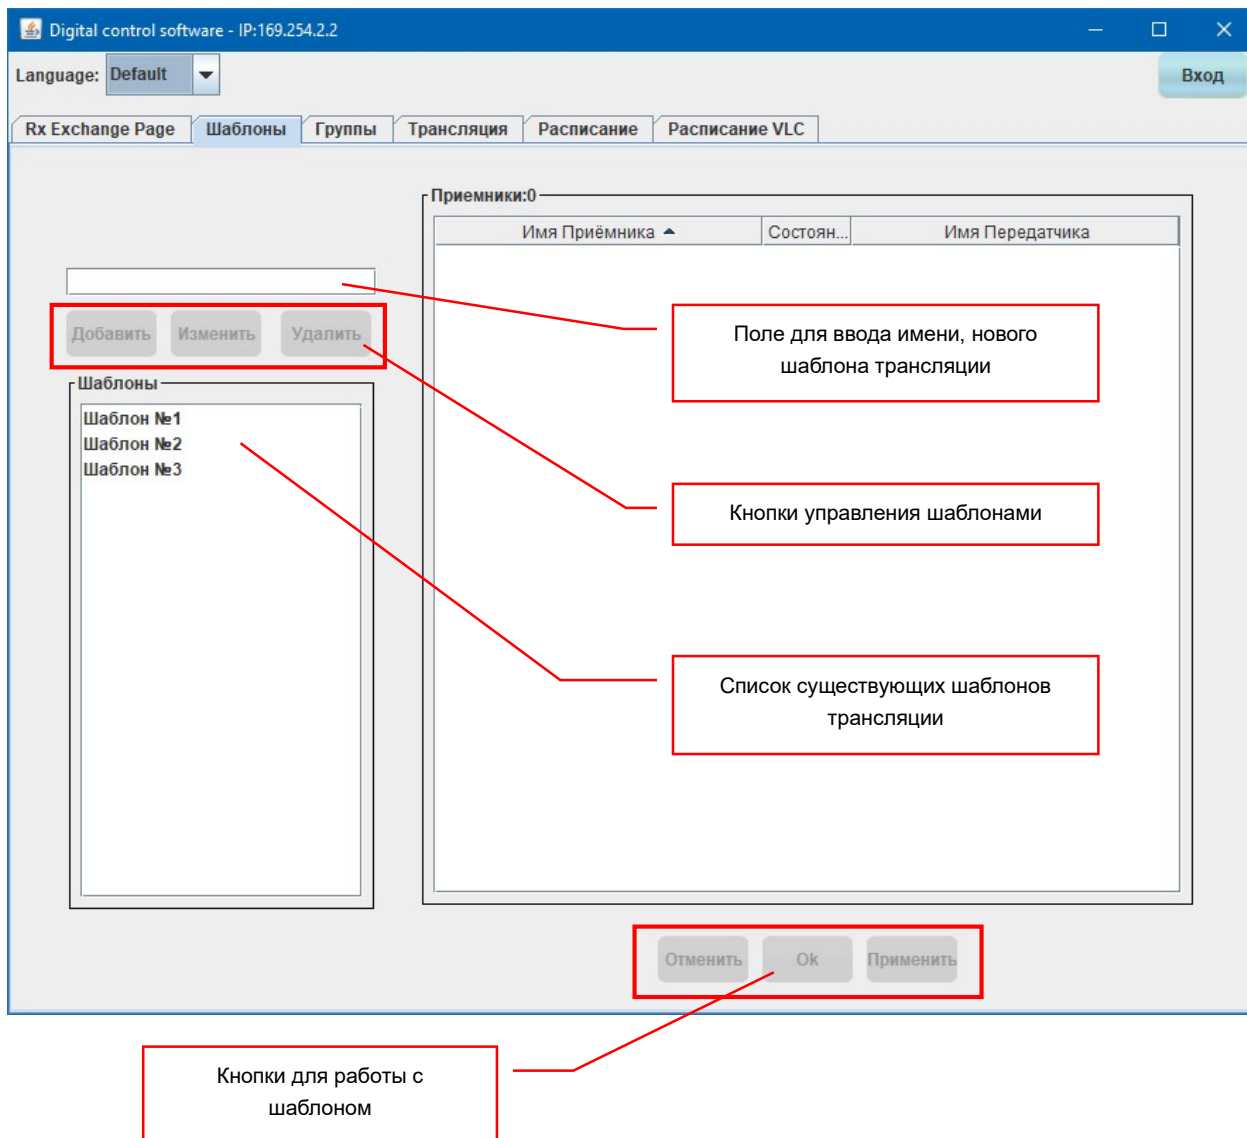 Digital control software - IP:169.254.2.2
Language: Default
Вход
Rx Exchange Page Шаблоны Группы Трансляция Расписание Расписание VLC
Приемники:0
Имя Приёмника Состоян... Имя Передатчика
Добавить Изменить Удалить
Поле для ввода имени, нового
шаблона трансляции
Шаблоны
Шаблон №1
Шаблон №2
Шаблон №3
Кнопки управления шаблонами
Список существующих шаблонов
трансляции
Отменить Ok Применить
Кнопки для работы с
шаблоном